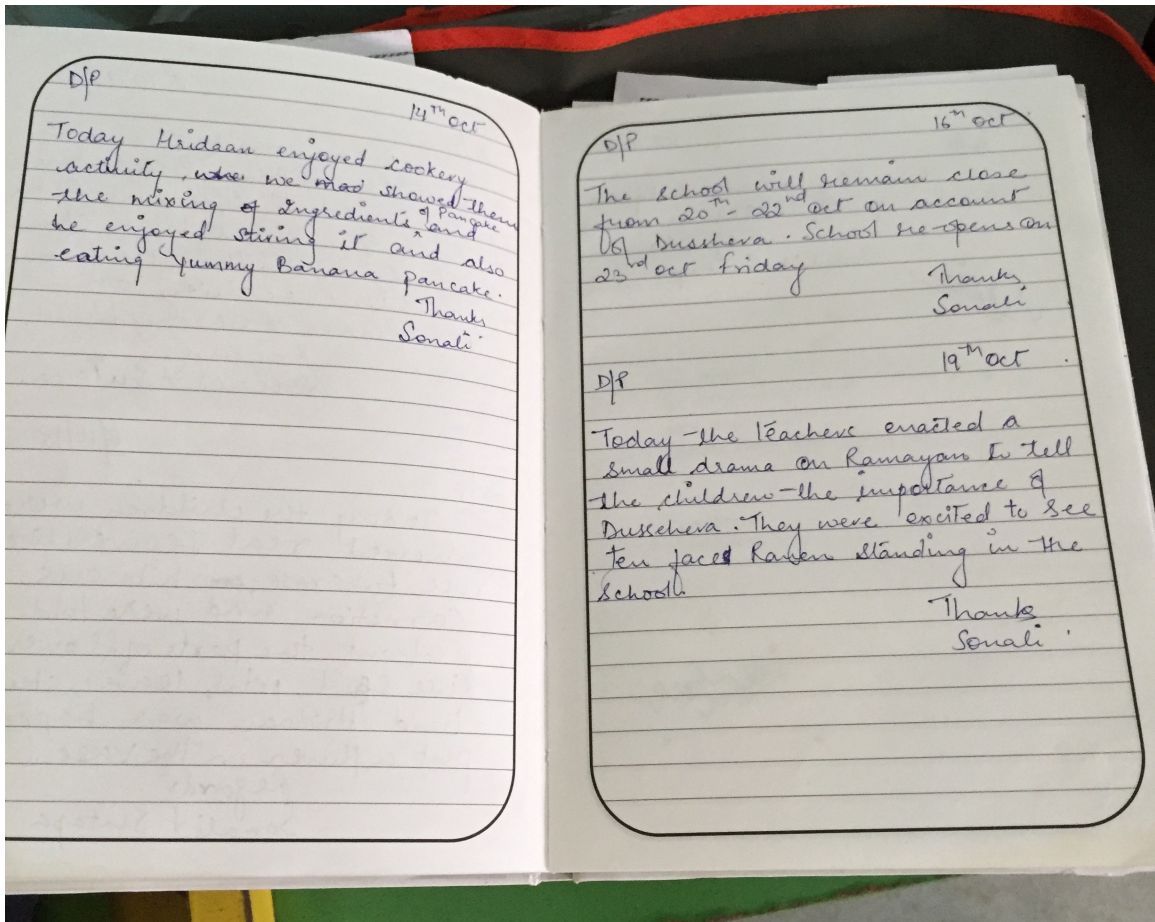 D/P
14Th Oct
Today Hridaan enjoyed cookery
activity, we showed them
the mixing of Ingredients of Pancake and
he enjoyed stiring it and also
eating yummy Banana pancake.
Thanks
Sonali
D/P
16th Oct
The school will remain close
from 20th - 22nd Oct on account
of Dusshera. School re-opens on
23rd Oct friday
Thanks
Sonali
19Th Oct
D/P
Today the Teachers enacted a
small drama on Ramayan to tell
the children the importance of
Dussehera. They were excited to see
ten faces Raven standing in the
school.
Thanks
Sonali